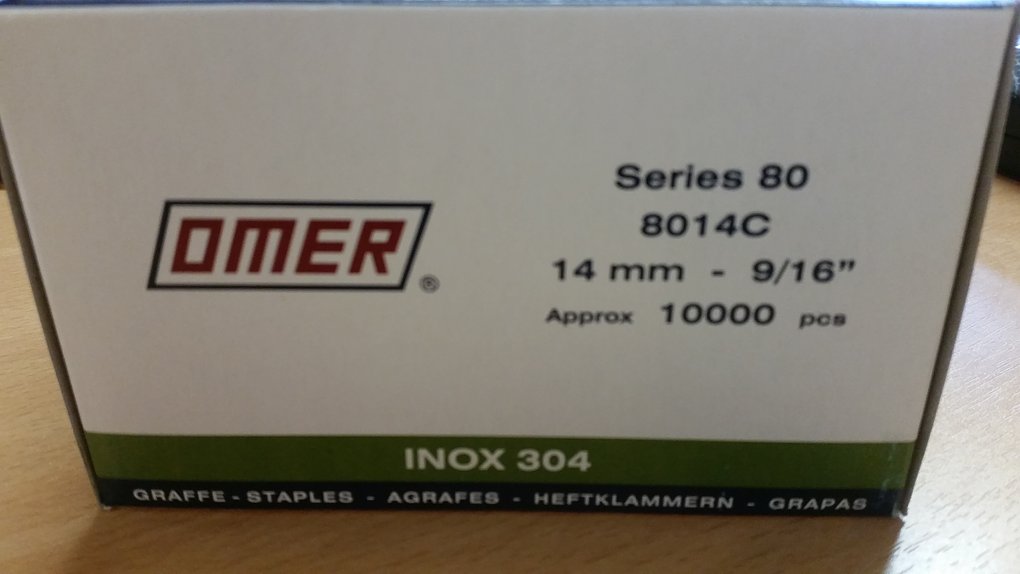 OMER®
Series 80
8014C
14 mm - 9/16”
Approx 10000 pcs
INOX 304
GRAFFE - STAPLES - AGRAFES - HEFTKLAMMERN - GRAPAS